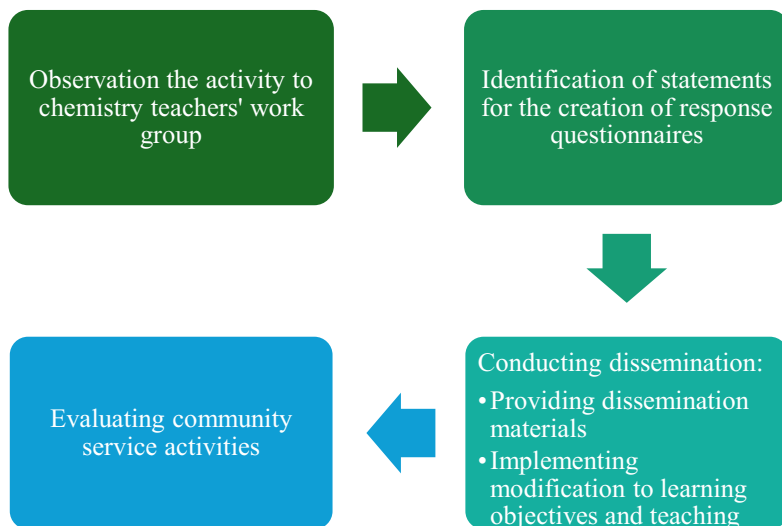 Observation the activity to
chemistry teachers' work
group
Identification of statements
for the creation of response
questionnaires
Conducting dissemination:
•Providing dissemination
materials
•Implementing
modification to learning
objectives and teaching
Evaluating community
service activities